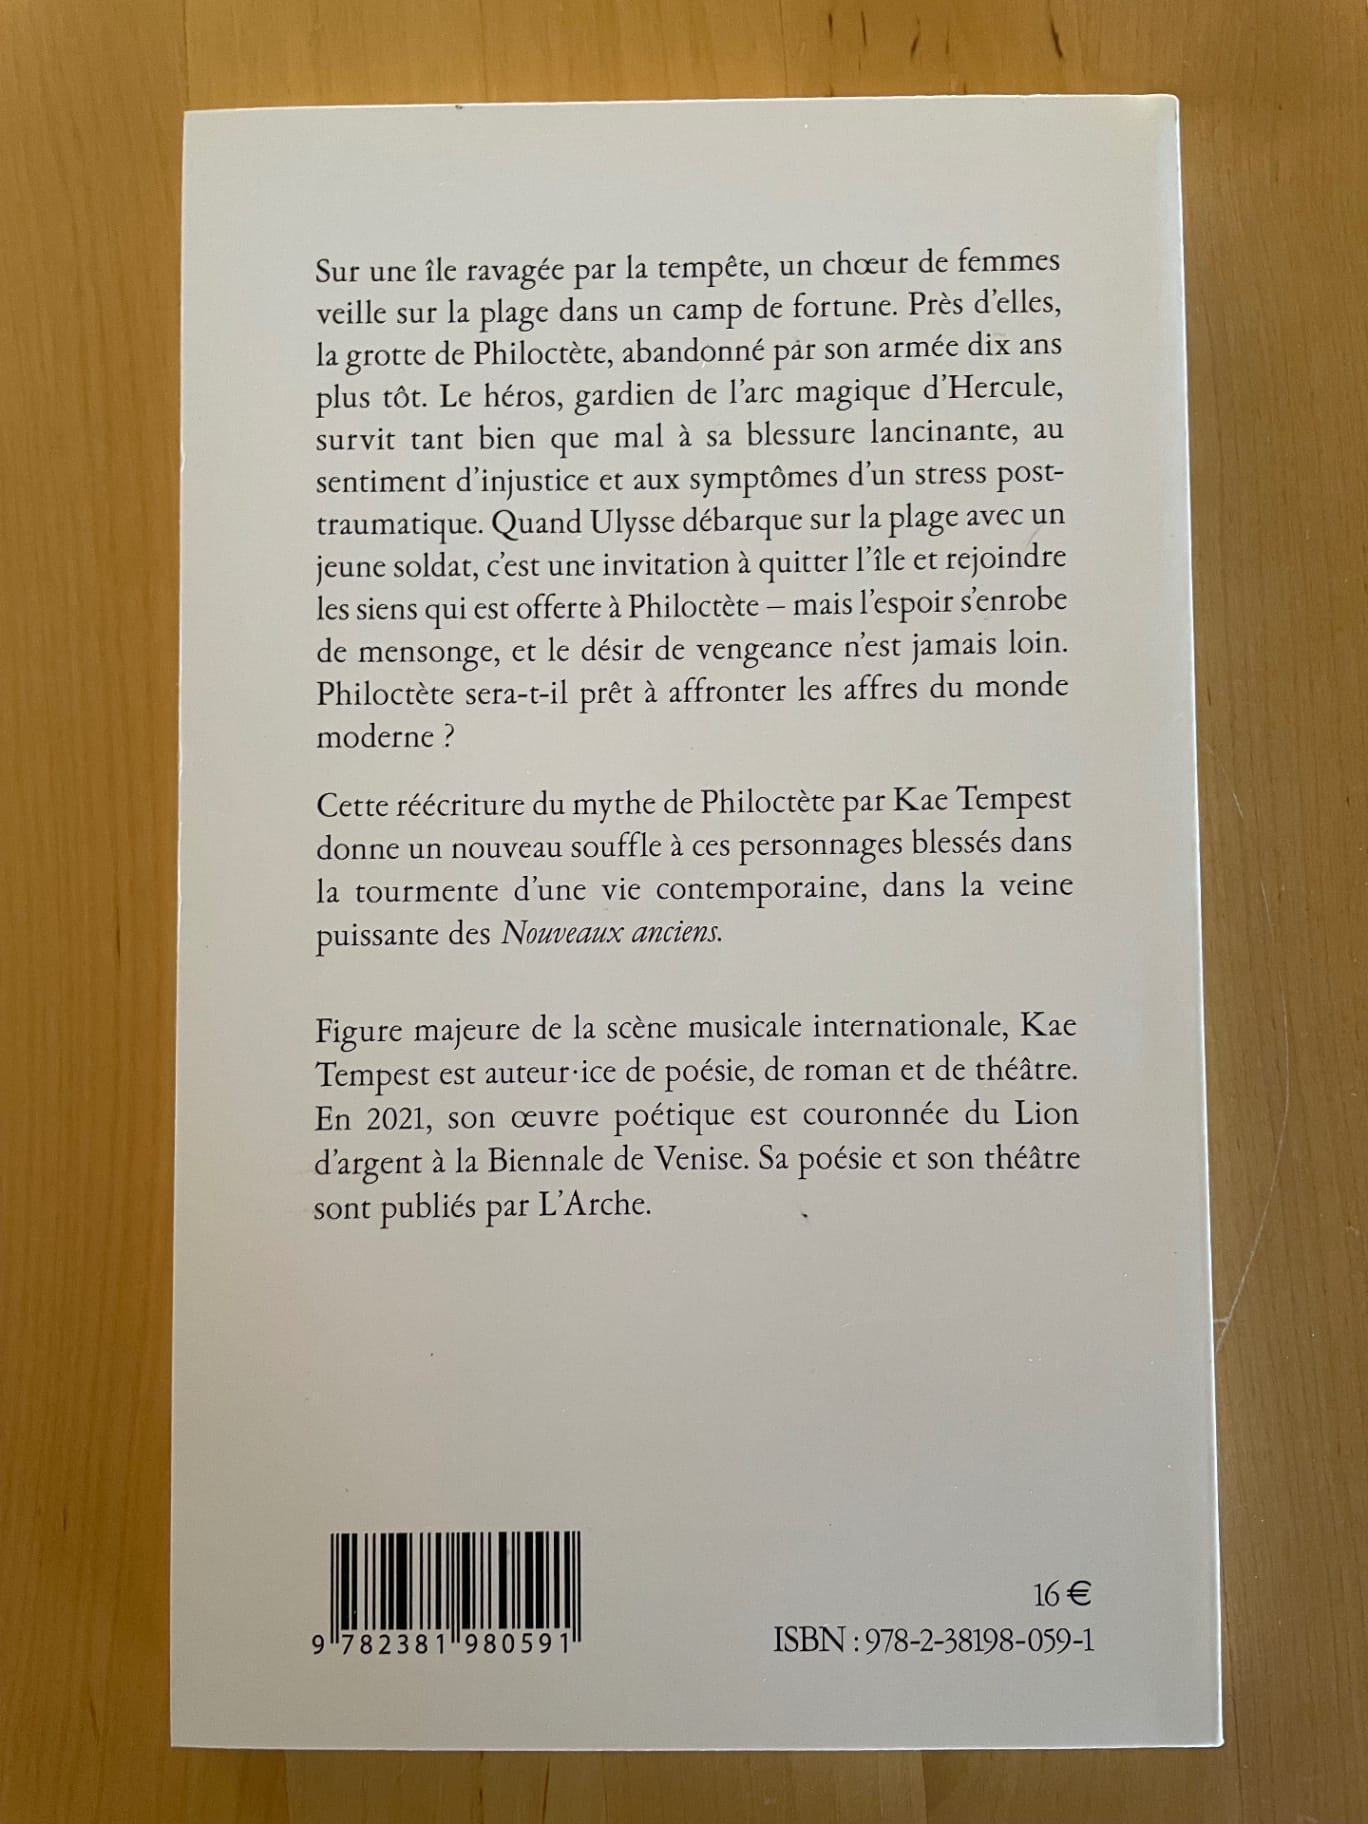 Sur une île ravagée par la tempête, un chœur de femmes
veille sur la plage dans un camp de fortune. Près d'elles,
la grotte de Philoctète, abandonné par son armée dix ans
plus tôt. Le héros, gardien de l'arc magique d'Hercule,
survit tant bien que mal à sa blessure lancinante, au
sentiment d'injustice et aux symptômes d'un stress post-
traumatique. Quand Ulysse débarque sur la plage avec un
jeune soldat, c'est une invitation à quitter l'île et rejoindre
les siens qui est offerte à Philoctète – mais l'espoir s'enrobe
de mensonge, et le désir de vengeance n'est jamais loin.
Philoctète sera-t-il prêt à affronter les affres du monde
moderne ?
Cette réécriture du mythe de Philoctète par Kae Tempest
donne un nouveau souffle à ces personnages blessés dans
la tourmente d'une vie contemporaine, dans la veine
puissante des Nouveaux anciens.
Figure majeure de la scène musicale internationale, Kae
Tempest est auteur·ice de poésie, de roman et de théâtre.
En 2021, son œuvre poétique est couronnée du Lion
d'argent à la Biennale de Venise. Sa poésie et son théâtre
sont publiés par L'Arche.
16 €
ISBN : 978-2-38198-059-1
9 782381 980591